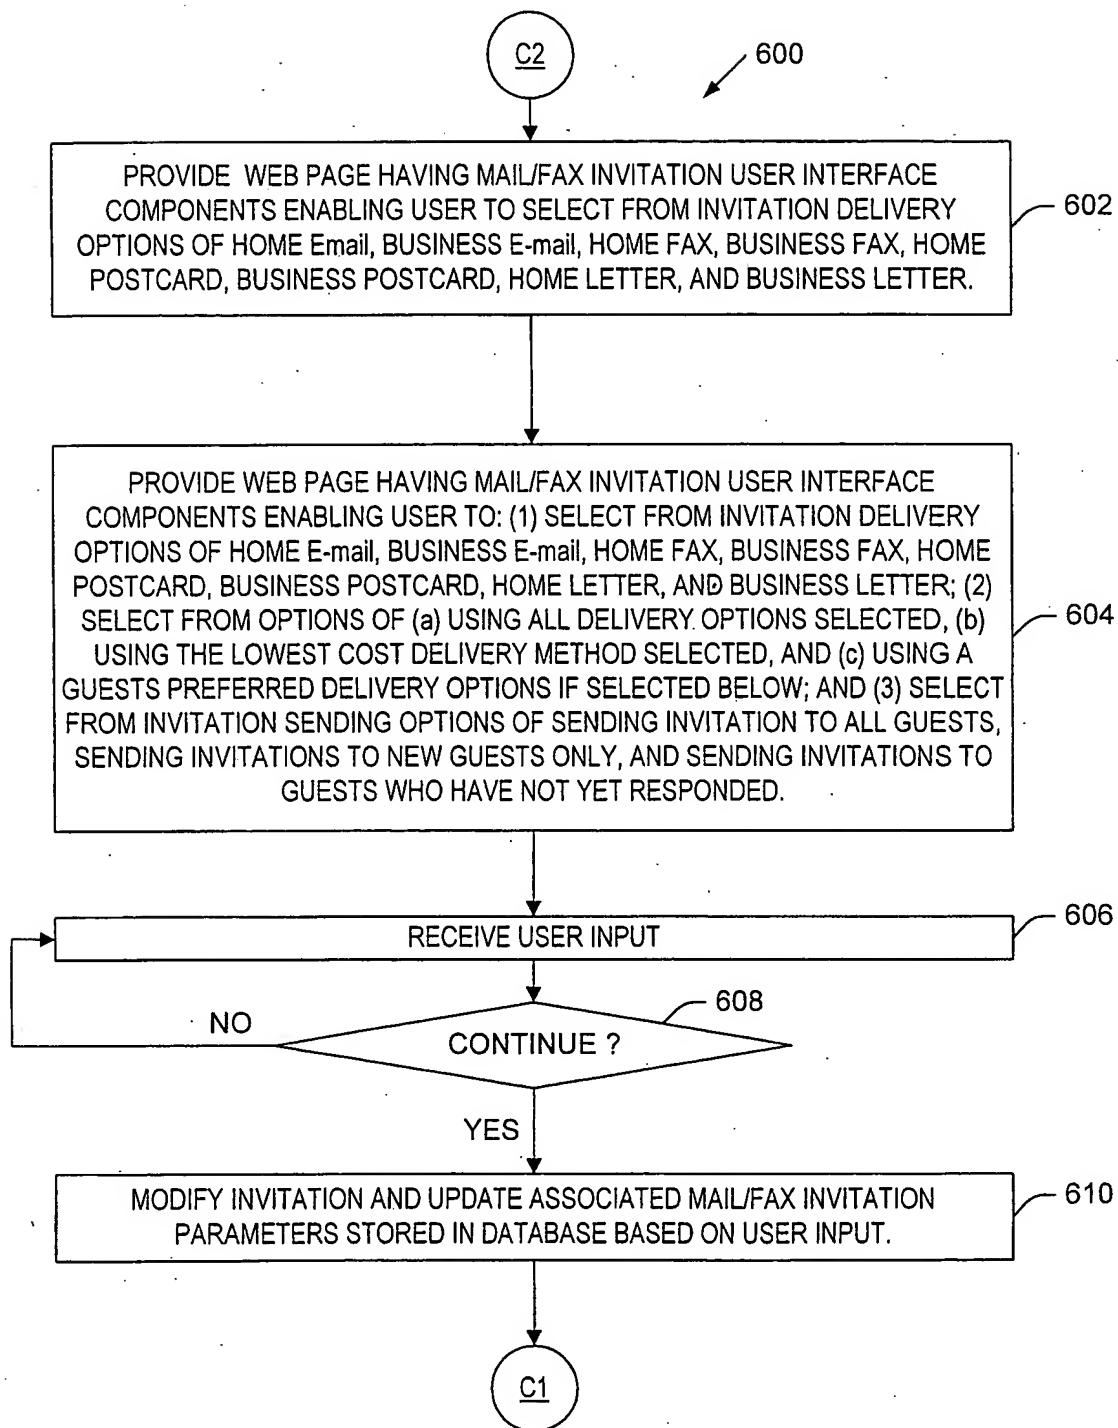 C2
600
PROVIDE WEB PAGE HAVING MAIL/FAX INVITATION USER INTERFACE
COMPONENTS ENABLING USER TO SELECT FROM INVITATION DELIVERY
OPTIONS OF HOME Email, BUSINESS E-mail, HOME FAX, BUSINESS FAX, HOME
POSTCARD, BUSINESS POSTCARD, HOME LETTER, AND BUSINESS LETTER.
602
PROVIDE WEB PAGE HAVING MAIL/FAX INVITATION USER INTERFACE
COMPONENTS ENABLING USER TO: (1) SELECT FROM INVITATION DELIVERY
OPTIONS OF HOME E-mail, BUSINESS E-mail, HOME FAX, BUSINESS FAX, HOME
POSTCARD, BUSINESS POSTCARD, HOME LETTER, AND BUSINESS LETTER; (2)
SELECT FROM OPTIONS OF (a) USING ALL DELIVERY OPTIONS SELECTED, (b)
USING THE LOWEST COST DELIVERY METHOD SELECTED, AND (c) USING A
GUESTS PREFERRED DELIVERY OPTIONS IF SELECTED BELOW; AND (3) SELECT
FROM INVITATION SENDING OPTIONS OF SENDING INVITATION TO ALL GUESTS,
SENDING INVITATIONS TO NEW GUESTS ONLY, AND SENDING INVITATIONS TO
GUESTS WHO HAVE NOT YET RESPONDED.
604
RECEIVE USER INPUT
606
CONTINUE ?
608
NO
YES
MODIFY INVITATION AND UPDATE ASSOCIATED MAIL/FAX INVITATION
PARAMETERS STORED IN DATABASE BASED ON USER INPUT.
610
C1